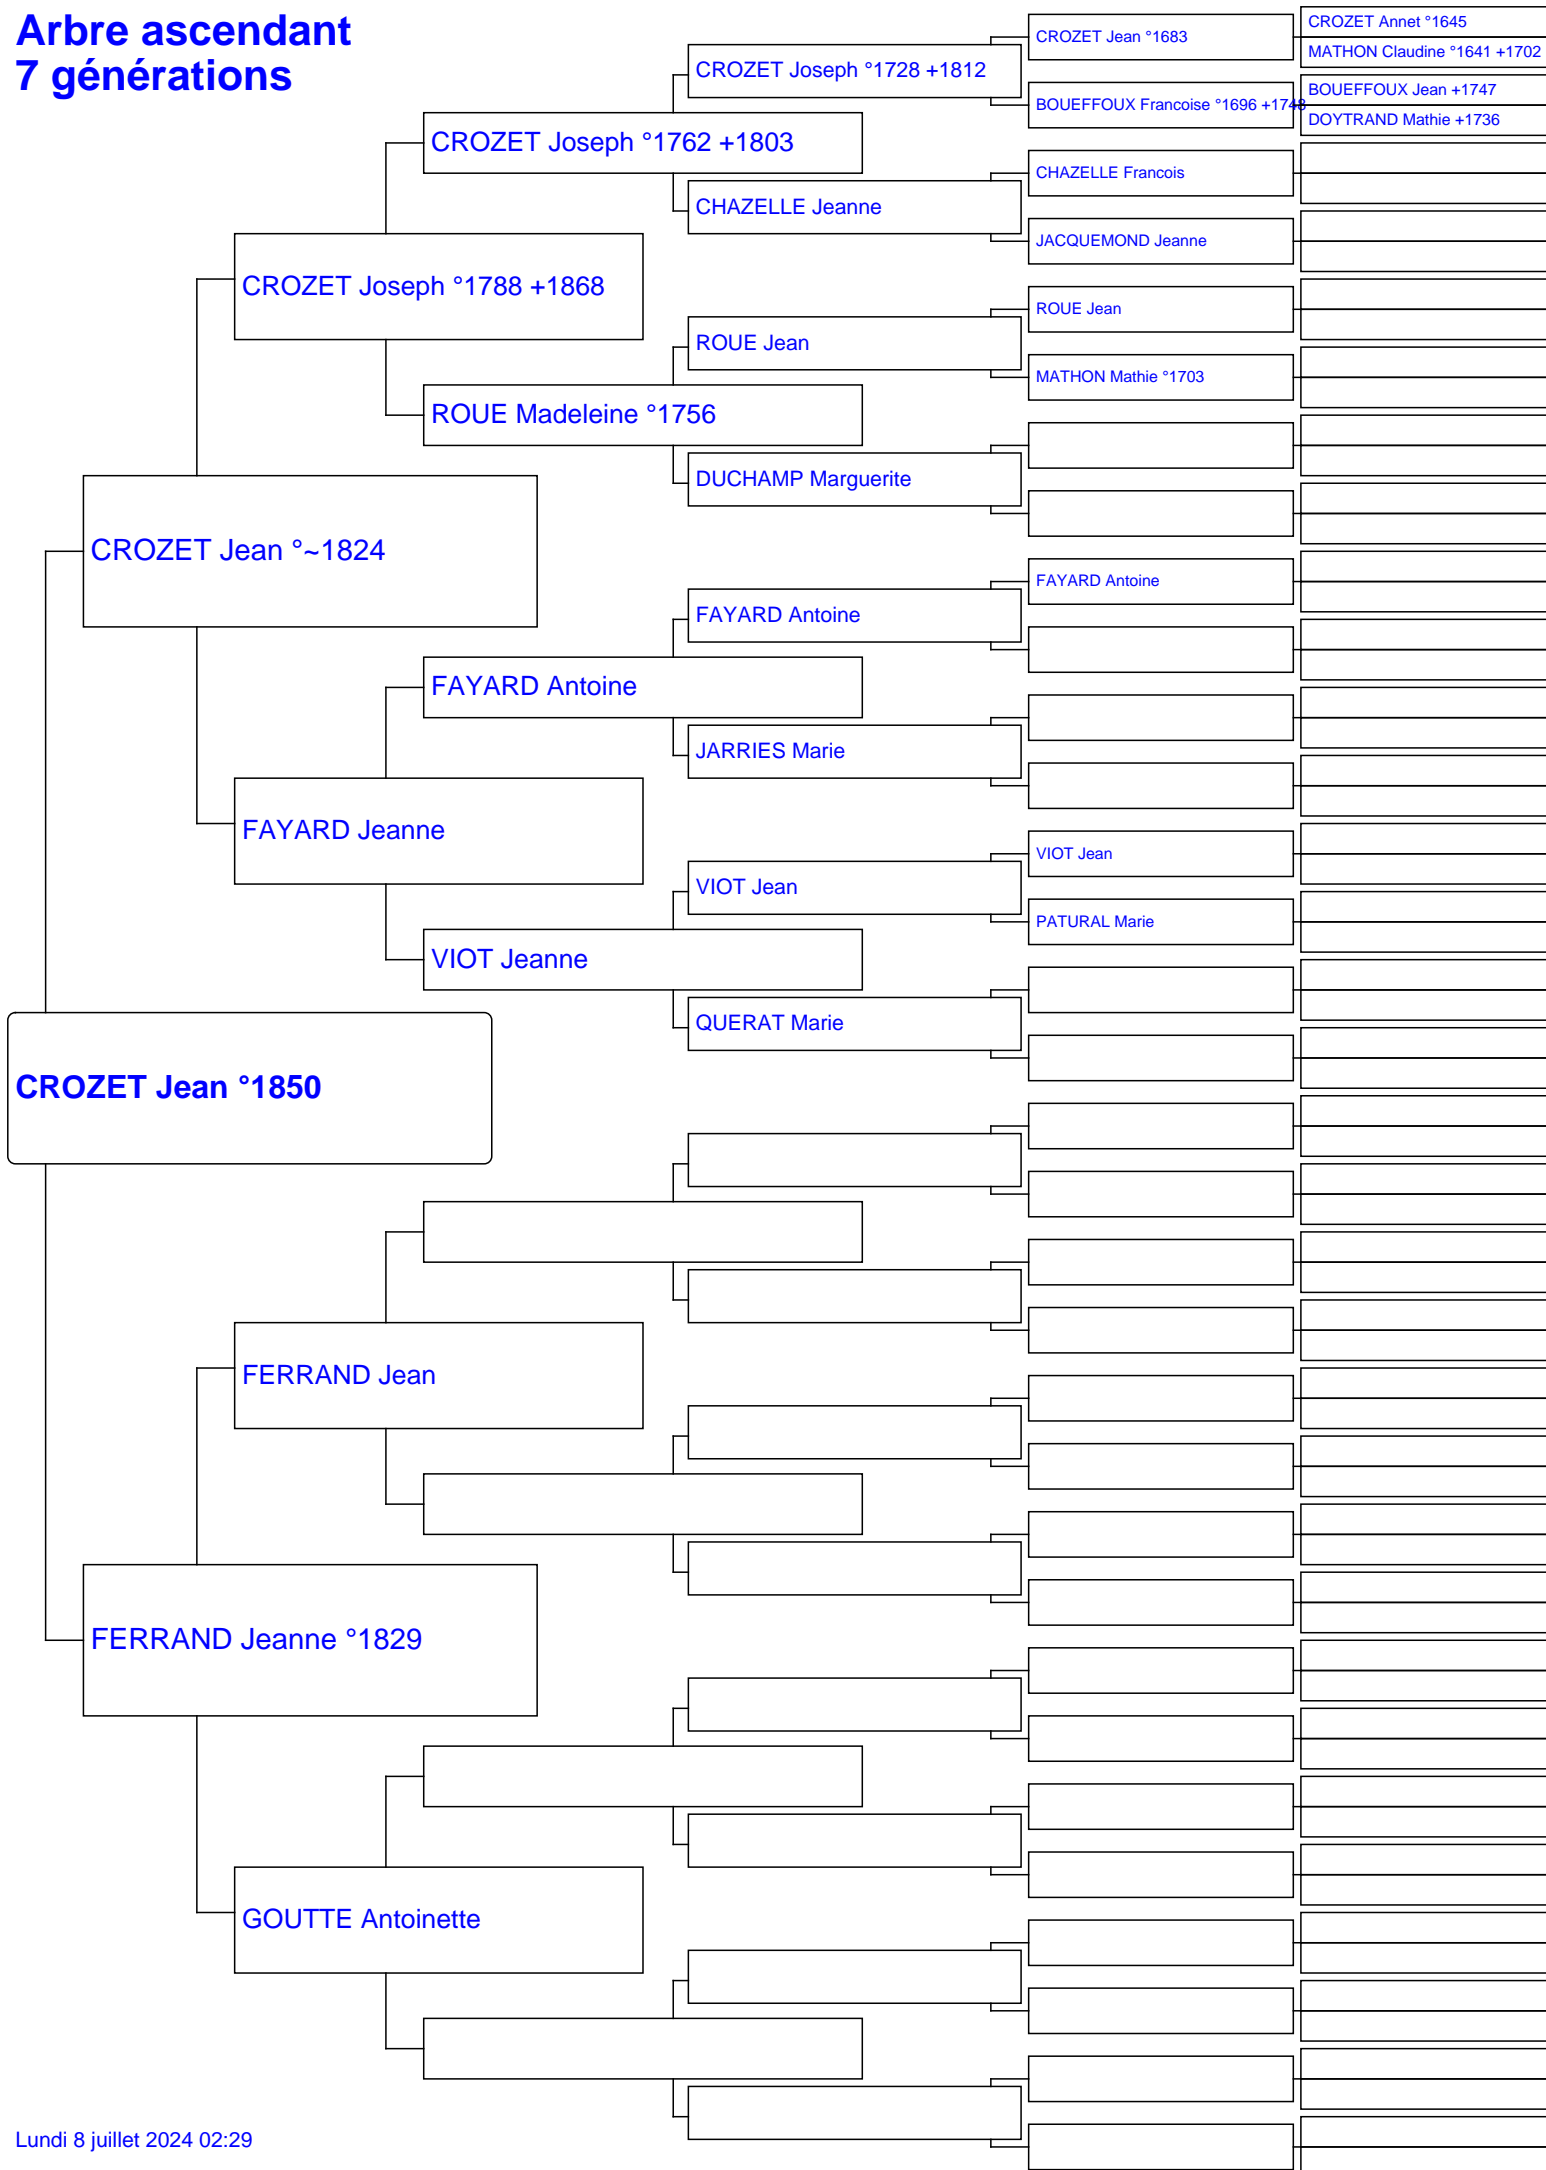 Arbre ascendant
7 générations
CROZET Jean °1850
CROZET Jean °~1824
FERRAND Jeanne °1829
CROZET Joseph °1788 +1868
FAYARD Jeanne
FERRAND Jean
GOUTTE Antoinette
CROZET Joseph °1762 +1803
ROUE Madeleine °1756
FAYARD Antoine
VIOT Jeanne
CROZET Joseph °1728 +1812
CHAZELLE Jeanne
ROUE Jean
DUCHAMP Marguerite
FAYARD Antoine
JARRIES Marie
VIOT Jean
QUERAT Marie
CROZET Jean °1683
BOUEFFOUX Francoise °1696 +1748
CHAZELLE Francois
JACQUEMOND Jeanne
ROUE Jean
MATHON Mathie °1703
FAYARD Antoine
VIOT Jean
PATURAL Marie
CROZET Annet °1645
MATHON Claudine °1641 +1702
BOUEFFOUX Jean +1747
DOYTRAND Mathie +1736
Lundi 8 juillet 2024 02:29